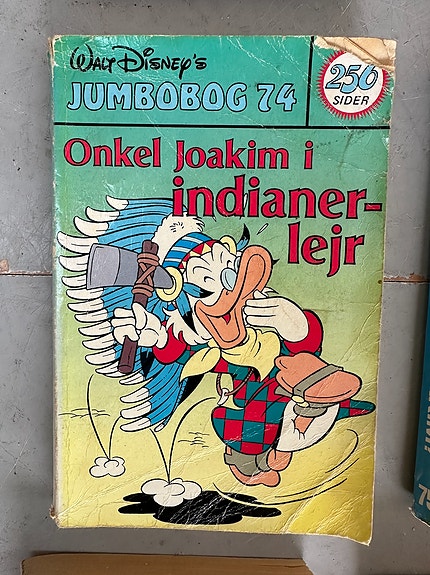 WALT DISNEY'S
JUMBOBOG 74
256
SIDER
Onkel Joakim i
indianer-
lejr